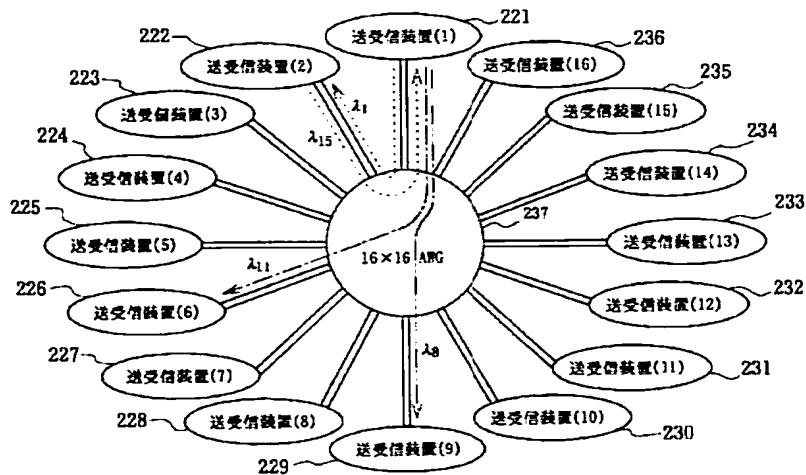 221
送受信装置(1)
222
送受信装置(2)
236
送受信装置(16)
223
送受信装置(3)
235
送受信装置(15)
224
送受信装置(4)
234
送受信装置(14)
225
送受信装置(5)
233
送受信装置(13)
226
送受信装置(6)
232
送受信装置(12)
227
送受信装置(7)
231
送受信装置(11)
228
送受信装置(8)
230
送受信装置(10)
229
送受信装置(9)
237
16×16 AWG
A
λ1
λ15
λ11
λ8